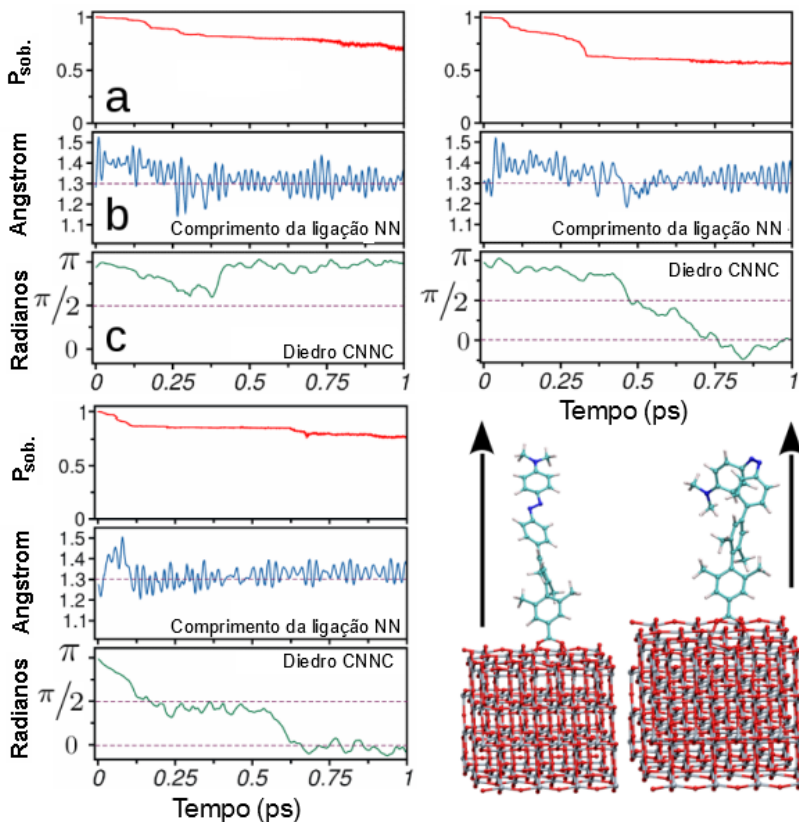 P sob.
1
0.5
0
a
Angstrom
1.5
1.4
1.3
1.2
1.1
b
Comprimento da ligação NN
Radianos
π
π/2
0
c
Diedro CNNC
0 0.25 0.5 0.75 1
1
0.5
0
1.5
1.4
1.3
1.2
1.1
Comprimento da ligação NN
π
π/2
0
Diedro CNNC
0 0.25 0.5 0.75 1
Tempo (ps)
P sob.
1
0.5
0
Angstrom
1.5
1.4
1.3
1.2
1.1
Comprimento da ligação NN
Radianos
π
π/2
0
Diedro CNNC
0 0.25 0.5 0.75 1
Tempo (ps)